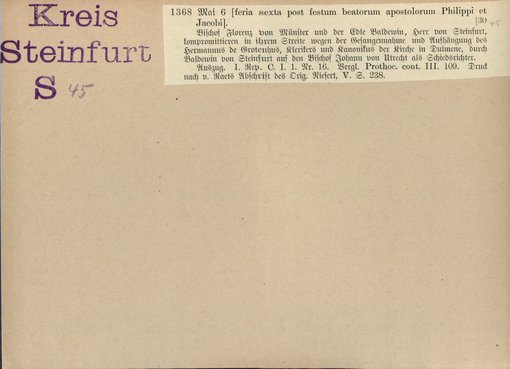 Kreis
Steinfurt
S 45
1368 Mai 6 [feria sexta post festum beatorum apostolorum Philippi et
Jacobi]. [30 45
Bischof Florenz von Münster und der Edle Baldewin, Herr von Steinfurt,
kompromittieren in ihrem Streite wegen der Gefangennahme und Aufhängung des
Hermannus de Grotenhus, Klerikers und Kanonikus der Kirche in Dulmene, durch
Baldewin von Steinfurt auf den Bischof Johann von Utrecht als Schiedsrichter.
Auszug. I. Rep. C. I. 1. Nr. 16. Vergl. Prothoc. cont. III. 109. Druck
nach v. Raets Abschrift des Orig. Niesert, V. S. 238.